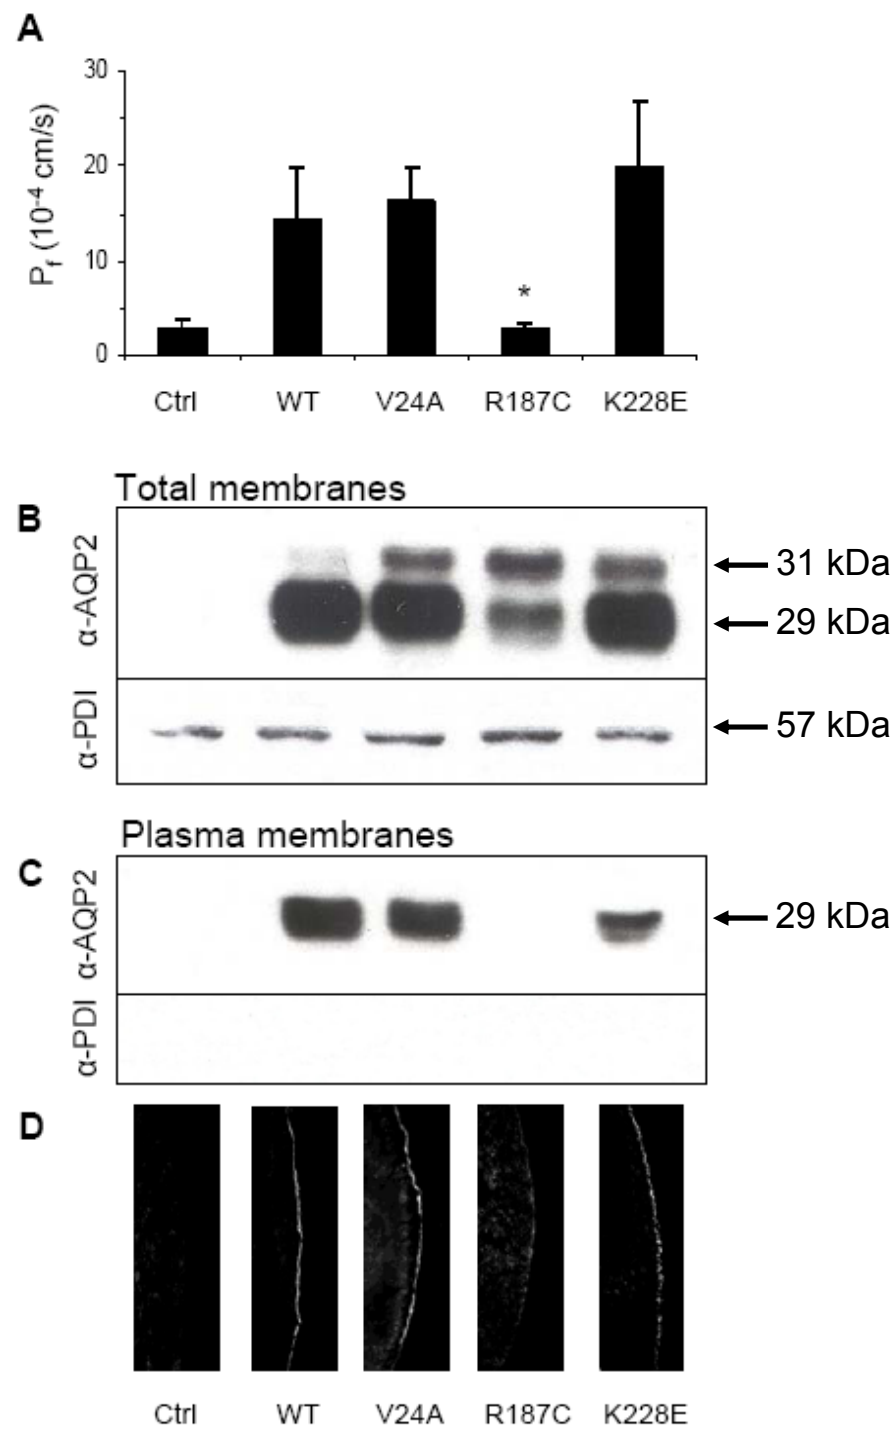 A
30
20
10
0
P_f (10^-4 cm/s)
*
Ctrl WT V24A R187C K228E
Total membranes
B
α-AQP2
31 kDa
29 kDa
α-PDI
57 kDa
Plasma membranes
C
α-AQP2
29 kDa
α-PDI
D
Ctrl WT V24A R187C K228E